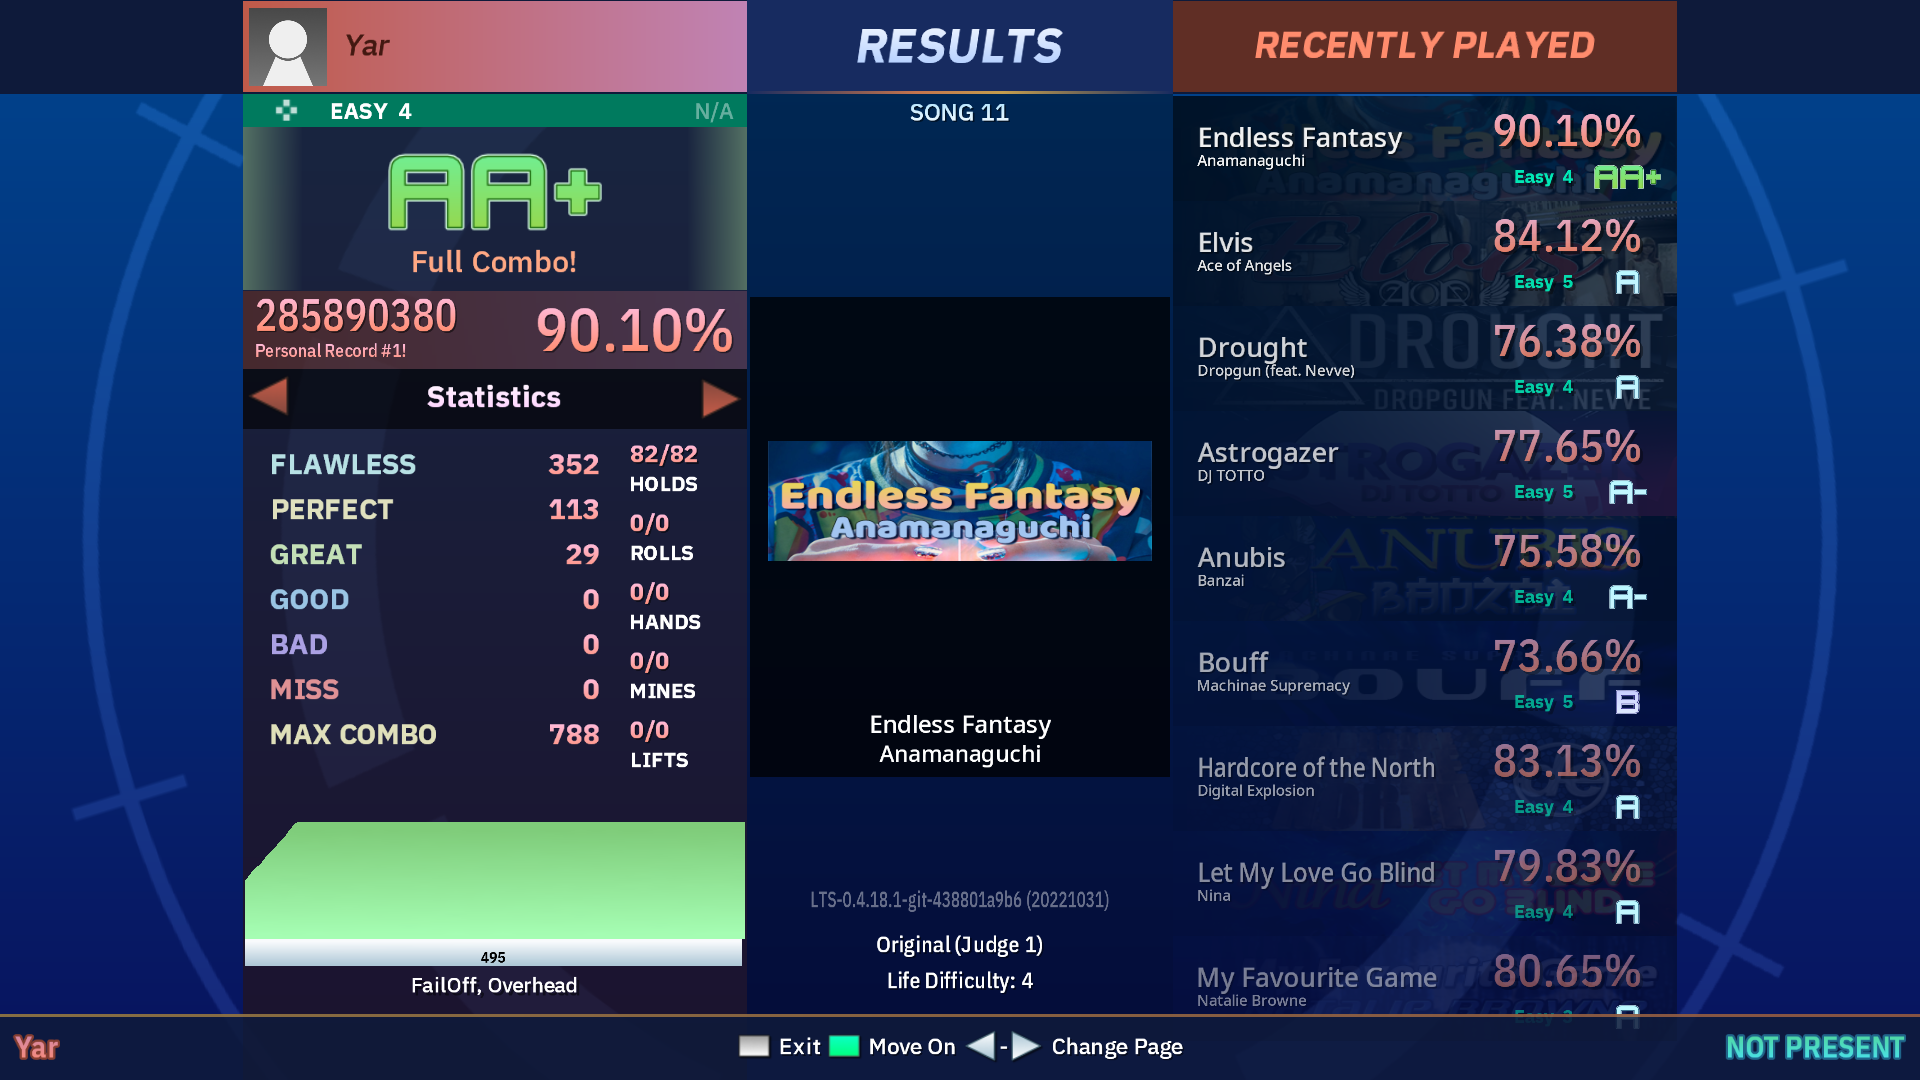 Yar
EASY 4
N/A
AA+
Full Combo!
285890380
Personal Record #1!
90.10%
Statistics
FLAWLESS 352
PERFECT 113
GREAT 29
GOOD 0
BAD 0
MISS 0
MAX COMBO 788
82/82
HOLDS
0/0
ROLLS
0/0
HANDS
0/0
MINES
0/0
LIFTS
495
FailOff, Overhead
RESULTS
SONG 11
Endless Fantasy
Anamanaguchi
Endless Fantasy
Anamanaguchi
LTS-0.4.18.1-git-438801a9b6 (20221031)
Original (Judge 1)
Life Difficulty: 4
RECENTLY PLAYED
Endless Fantasy 90.10%
Anamanaguchi
Easy 4 AA+
Elvis 84.12%
Ace of Angels
Easy 5 A
Drought 76.38%
Dropgun (feat. Nevve)
Easy 4 A
DROPGUN FEAT. NEVVE
Astrogazer 77.65%
DJ TOTTO
Easy 5 A-
Anubis 75.58%
Banzai
Easy 4 A-
Bouff 73.66%
Machinae Supremacy
Easy 5 B
Hardcore of the North 83.13%
Digital Explosion
Easy 4 A
Let My Love Go Blind 79.83%
Nina
Easy 4 A
My Favourite Game 80.65%
Natalie Browne
Yar
Exit Move On - Change Page
NOT PRESENT